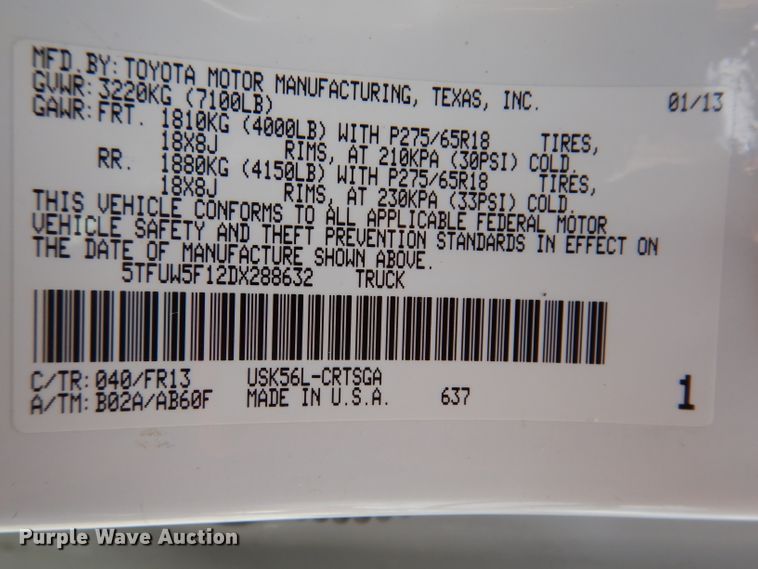 MFD. BY: TOYOTA MOTOR MANUFACTURING, TEXAS, INC. 01/13
GVWR: 3220KG (7100LB)
GAWR: FRT. 1810KG (4000LB) WITH P275/65R18 TIRES,
18X8J RIMS, AT 210KPA (30PSI) COLD
RR. 1880KG (4150LB) WITH P275/65R18 TIRES,
18X8J RIMS, AT 230KPA (33PSI) COLD.
THIS VEHICLE CONFORMS TO ALL APPLICABLE FEDERAL MOTOR
VEHICLE SAFETY AND THEFT PREVENTION STANDARDS IN EFFECT ON
THE DATE OF MANUFACTURE SHOWN ABOVE.
5TFUW5F12DX288632 TRUCK
C/TR: 040/FR13 USK56L-CRTSGA
A/TM: B02A/AB60F MADE IN U.S.A. 637 1
Purple Wave Auction